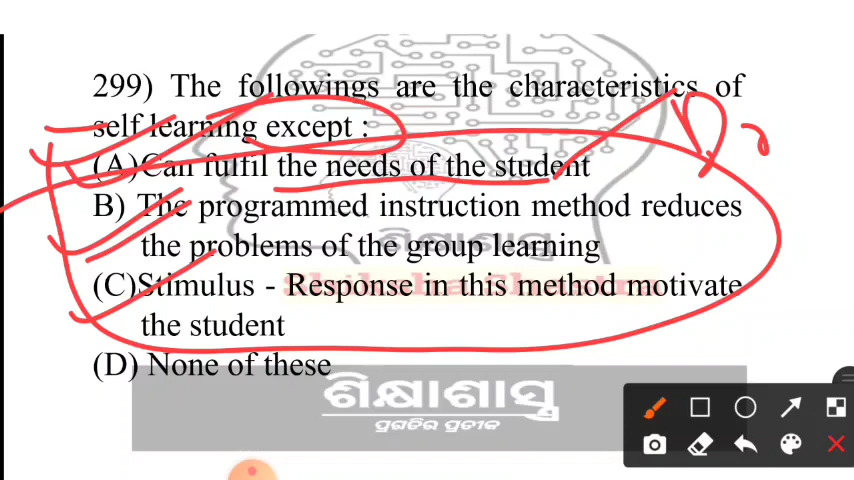 299) The followings are the characteristics of
self learning except :
(A)Can fulfil the needs of the student
B) The programmed instruction method reduces
the problems of the group learning
(C)Stimulus - Response in this method motivate
the student
(D) None of these
ଶିକ୍ଷାଶାସ୍ତ୍ର
ପ୍ରଗତିର ପ୍ରତୀକ